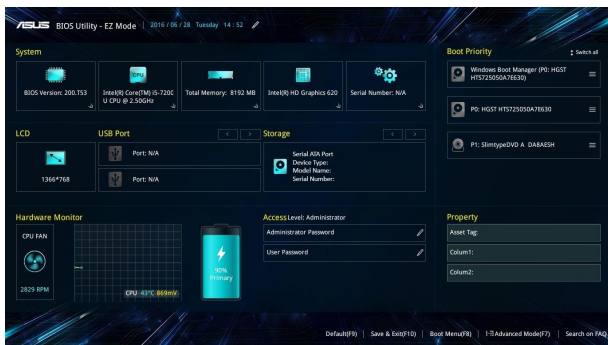 ASUS BIOS Utility - EZ Mode 2016 / 06 / 28 Tuesday 14 : 52
System
BIOS Version: 200.T53
CPU
Intel(R) Core(TM) i5-7200
U CPU @ 2.50GHz
Total Memory: 8192 MB
Intel(R) HD Graphics 620
Serial Number: N/A
Boot Priority
Switch all
Windows Boot Manager (P0: HGST
HTS725050A7E630)
P0: HGST HTS725050A7E630
P1: SlimtypeDVD A DA8AESH
LCD
1366*768
USB Port
Port: N/A
Port: N/A
Storage
Serial ATA Port
Device Type:
Model Name:
Serial Number:
Hardware Monitor
CPU FAN
2829 RPM
CPU 43°C 869mV
90%
Primary
Access Level: Administrator
Administrator Password
User Password
Property
Asset Tag:
Colum1:
Colum2:
Default(F9) | Save & Exit(F10) | Boot Menu(F8) | Advanced Mode(F7) | Search on FAQ